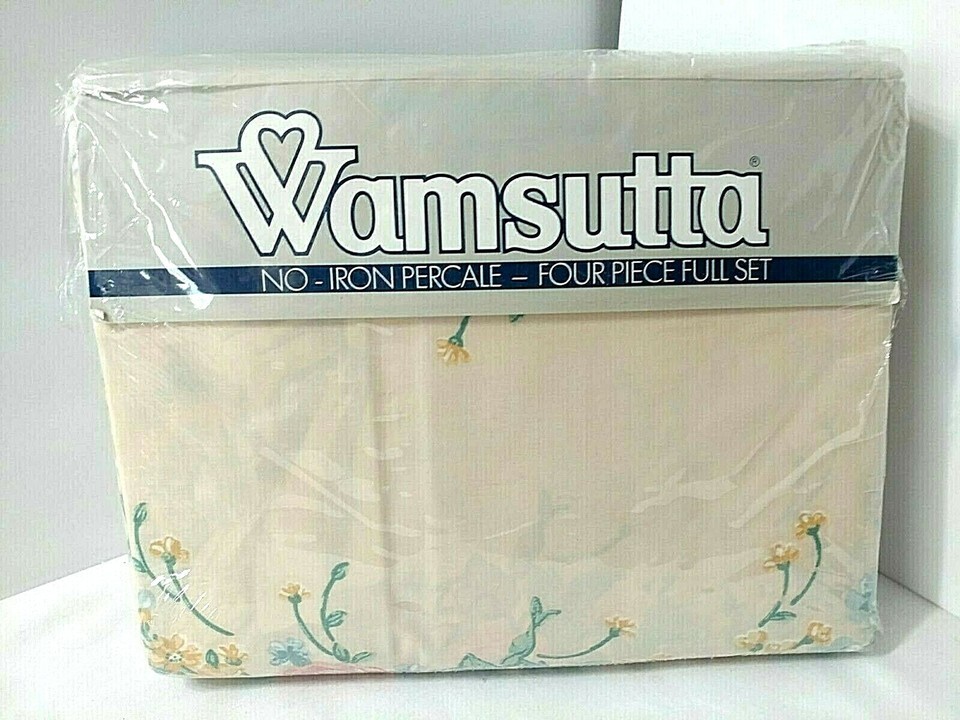 Wamsutta®
NO - IRON PERCALE – FOUR PIECE FULL SET